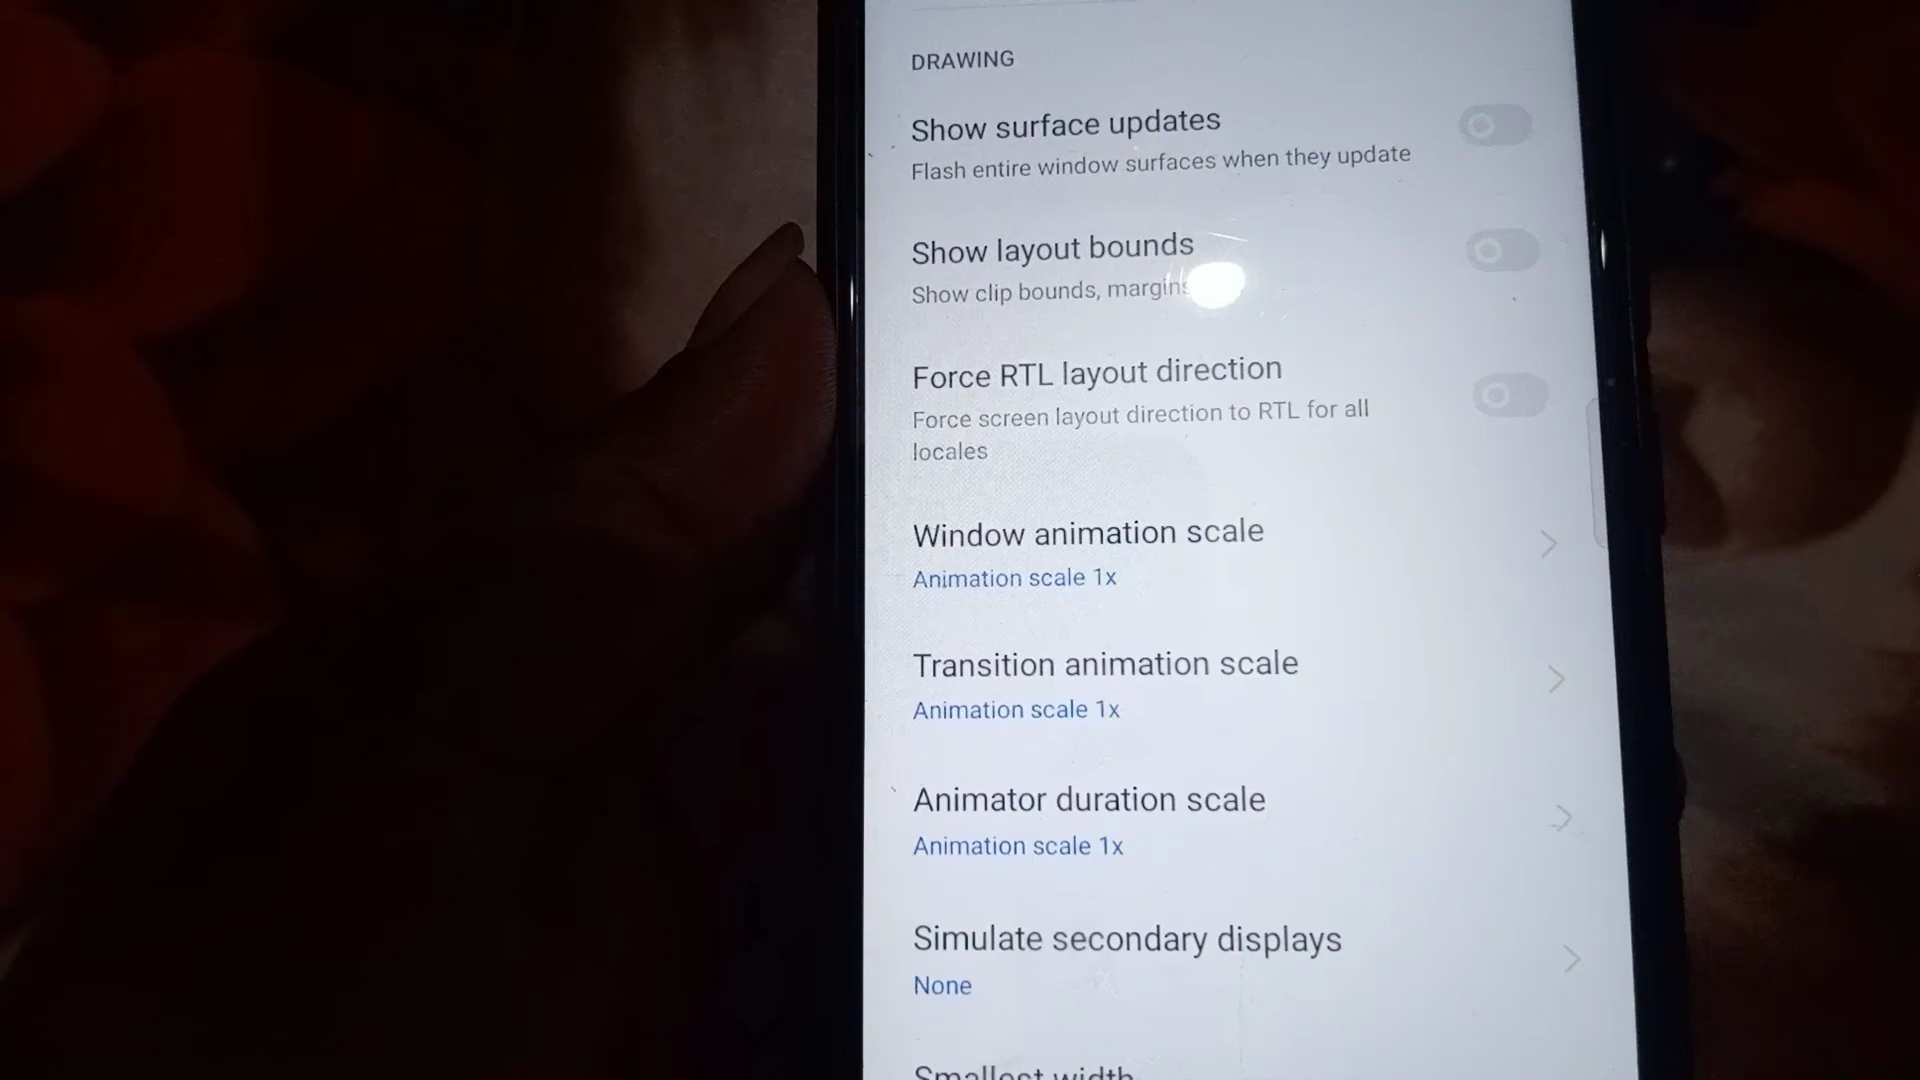 DRAWING
Show surface updates
Flash entire window surfaces when they update
Show layout bounds
Show clip bounds, margins
Force RTL layout direction
Force screen layout direction to RTL for all
locales
Window animation scale
Animation scale 1x
Transition animation scale
Animation scale 1x
Animator duration scale
Animation scale 1x
Simulate secondary displays
None
Smallest width